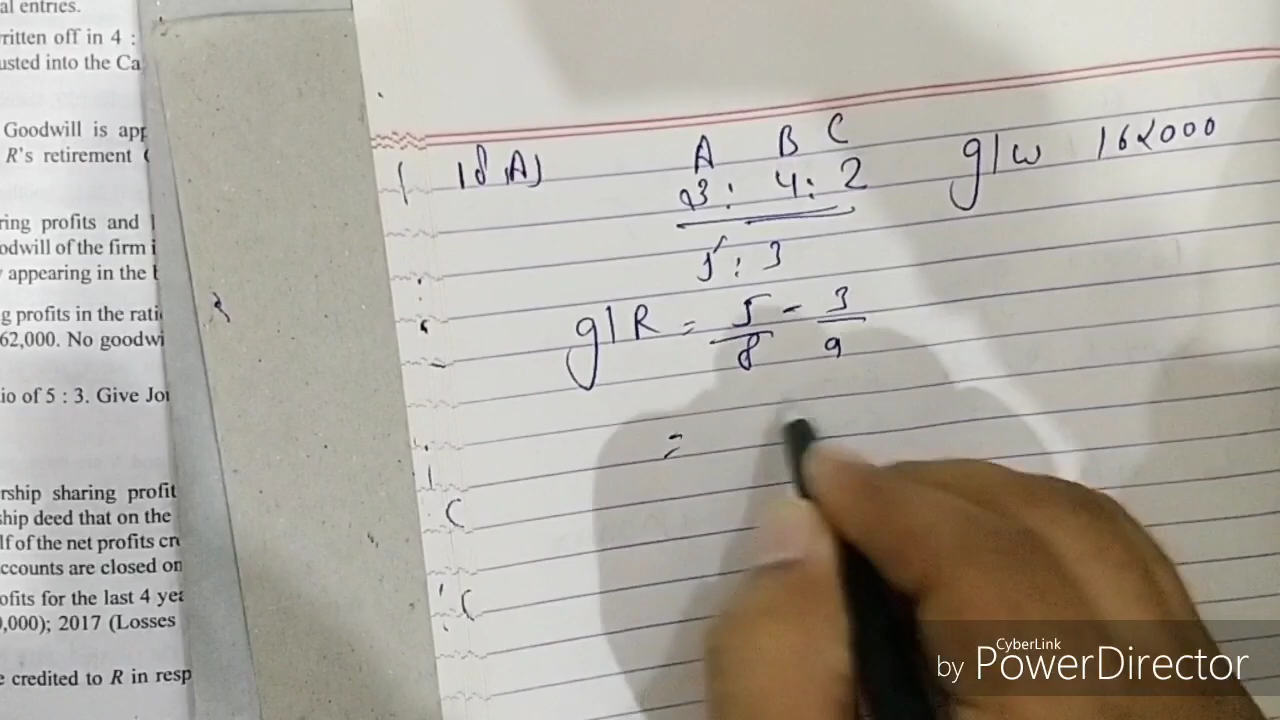 al entries.
ritten off in 4 :
usted into the Ca
Goodwill is app
R's retirement
ring profits and
odwill of the firm i
y appearing in the b
g profits in the rati
62,000. No goodwi
io of 5 : 3. Give Jou
rship sharing profit
ship deed that on the
lf of the net profits cre
ccounts are closed on
ofits for the last 4 yea
0,000); 2017 (Losses
e credited to R in resp
18 A)
A B C
3 : 4 : 2
g/w 162000
5 : 3
g/R = 5/8 - 3/9
=
CyberLink
by PowerDirector